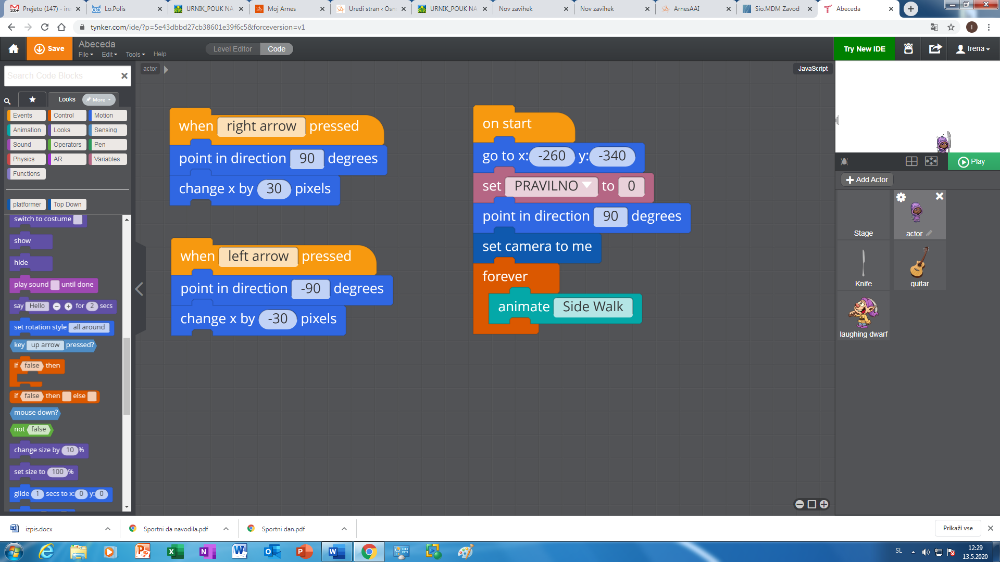 Prejeto (147) - ire
Lo.Polis
URNIK_POUK NA
Moj Arnes
Uredi stran ‹ Osn
URNIK_POUK NA
Nov zavihek
Nov zavihek
ArnesAAI
Sio.MDM Zavod
Abeceda
tynker.com/ide/?p=5e43dbbd27cb38601e39f6c5&forceversion=v1
I
Save
Abeceda
File
Edit
Tools
Help
Level Editor
Code
Try New IDE
Irena
Search Code Blocks
actor
JavaScript
Looks
More
Events
Control
Motion
Animation
Looks
Sensing
Sound
Operators
Pen
Physics
AR
Variables
Functions
platformer
Top Down
switch to costume
show
hide
play sound until done
say Hello for 2 secs
set rotation style all around
key up arrow pressed?
if false then
if false then else
mouse down?
not false
change size by 10 %
set size to 100 %
glide 1 secs to x: 0 y: 0
when right arrow pressed
point in direction 90 degrees
change x by 30 pixels
when left arrow pressed
point in direction -90 degrees
change x by -30 pixels
on start
go to x: -260 y: -340
set PRAVILNO to 0
point in direction 90 degrees
set camera to me
forever
animate Side Walk
Play
Add Actor
Stage
actor
Knife
guitar
laughing dwarf
izpis.docx
Sportni da navodila.pdf
Sportni dan.pdf
Prikaži vse
SL
12:29
13.5.2020